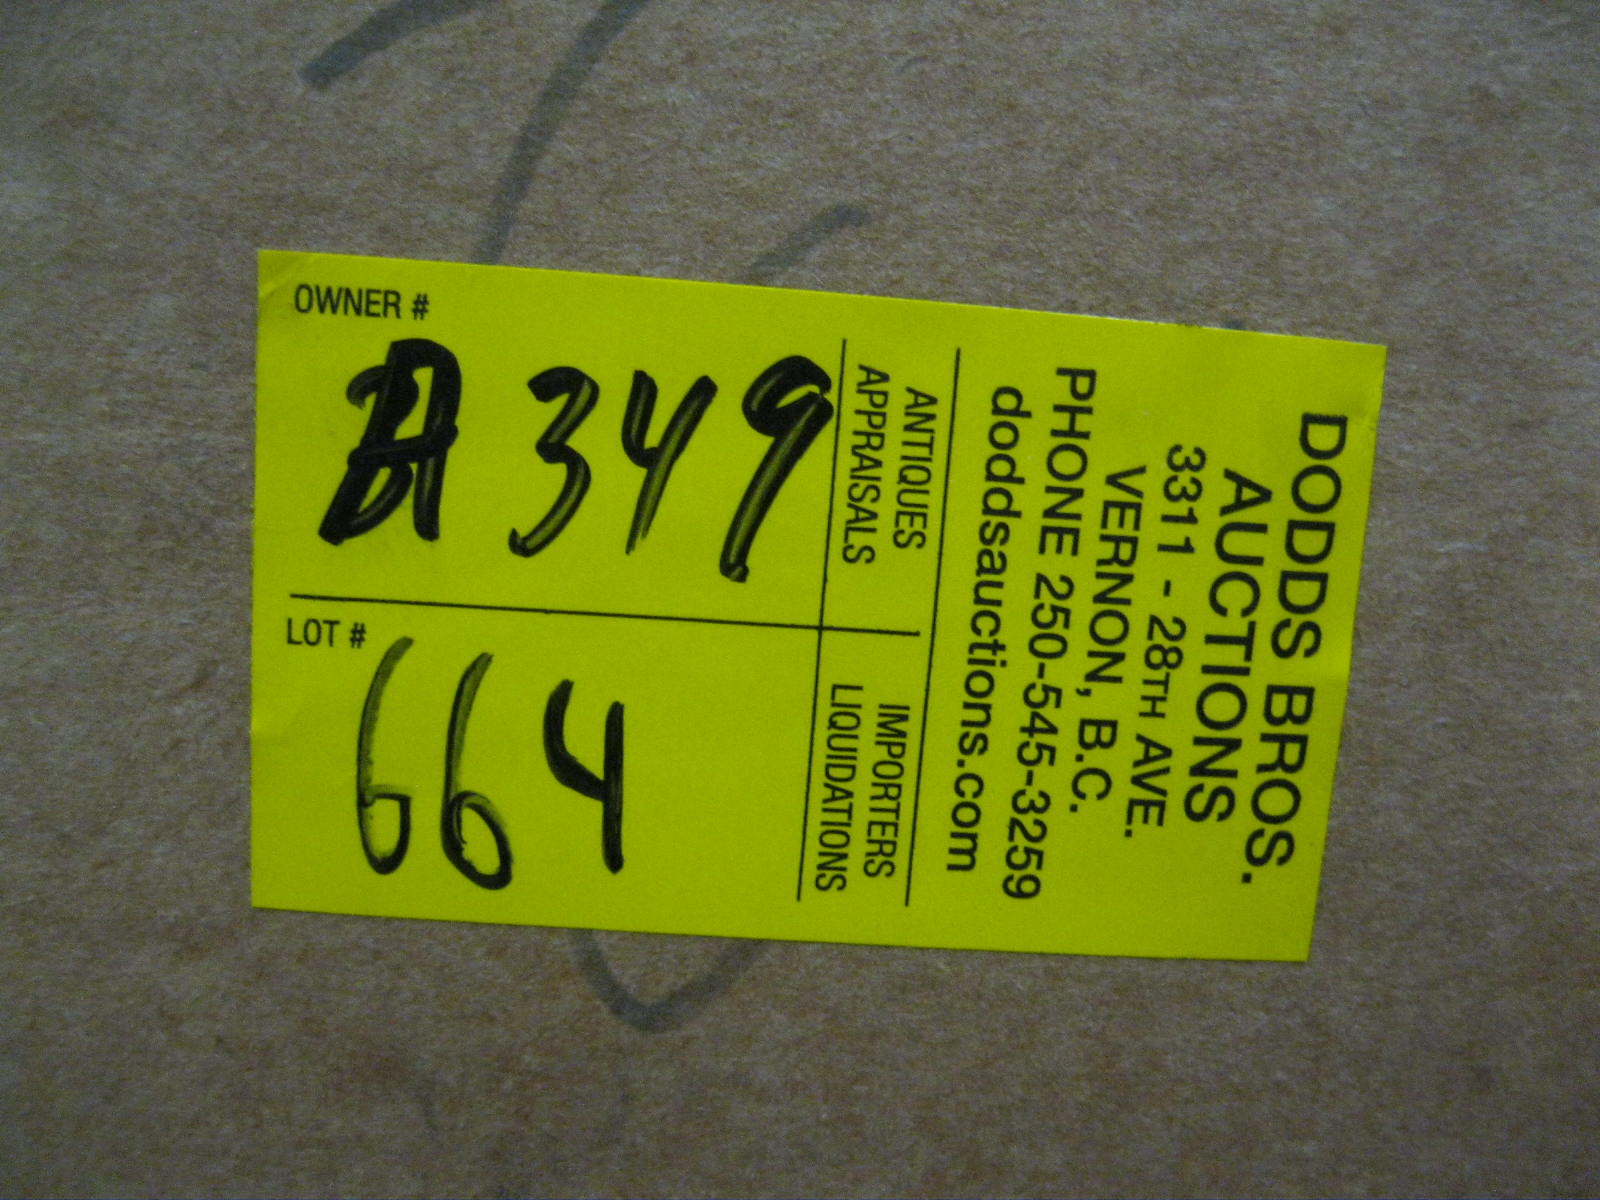 OWNER #
A 349
LOT #
664
ANTIQUES
APPRAISALS
IMPORTERS
LIQUIDATIONS
DODDS BROS.
AUCTIONS
3311 - 28TH AVE.
VERNON, B.C.
PHONE 250-545-3259
doddsauctions.com